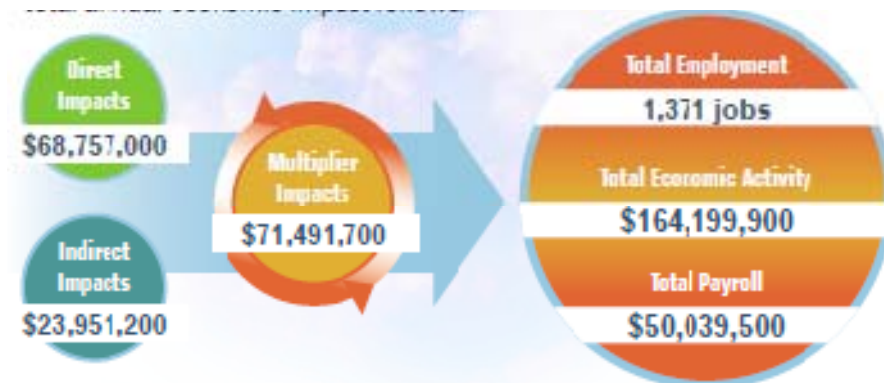 Direct
Impacts
$68,757,000
Indirect
Impacts
$23,951,200
Multiplier
Impacts
$71,491,700
Total Employment
1,371 jobs
Total Economic Activity
$164,199,900
Total Payroll
$50,039,500